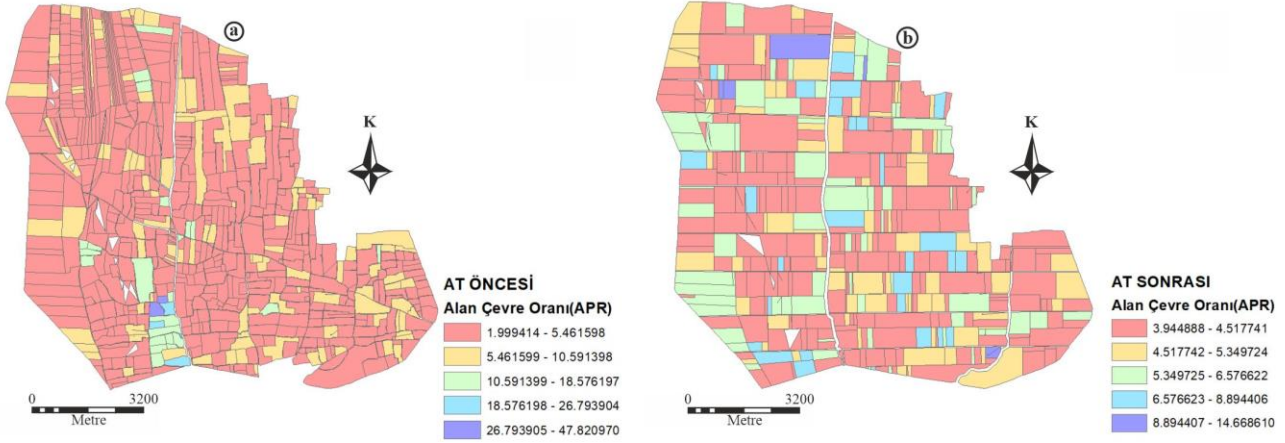 a
K
AT ÖNCESİ
Alan Çevre Oranı(APR)
1.999414 - 5.461598
5.461599 - 10.591398
10.591399 - 18.576197
18.576198 - 26.793904
26.793905 - 47.820970
0 3200
Metre
b
K
AT SONRASI
Alan Çevre Oranı(APR)
3.944888 - 4.517741
4.517742 - 5.349724
5.349725 - 6.576622
6.576623 - 8.894406
8.894407 - 14.668610
0 3200
Metre